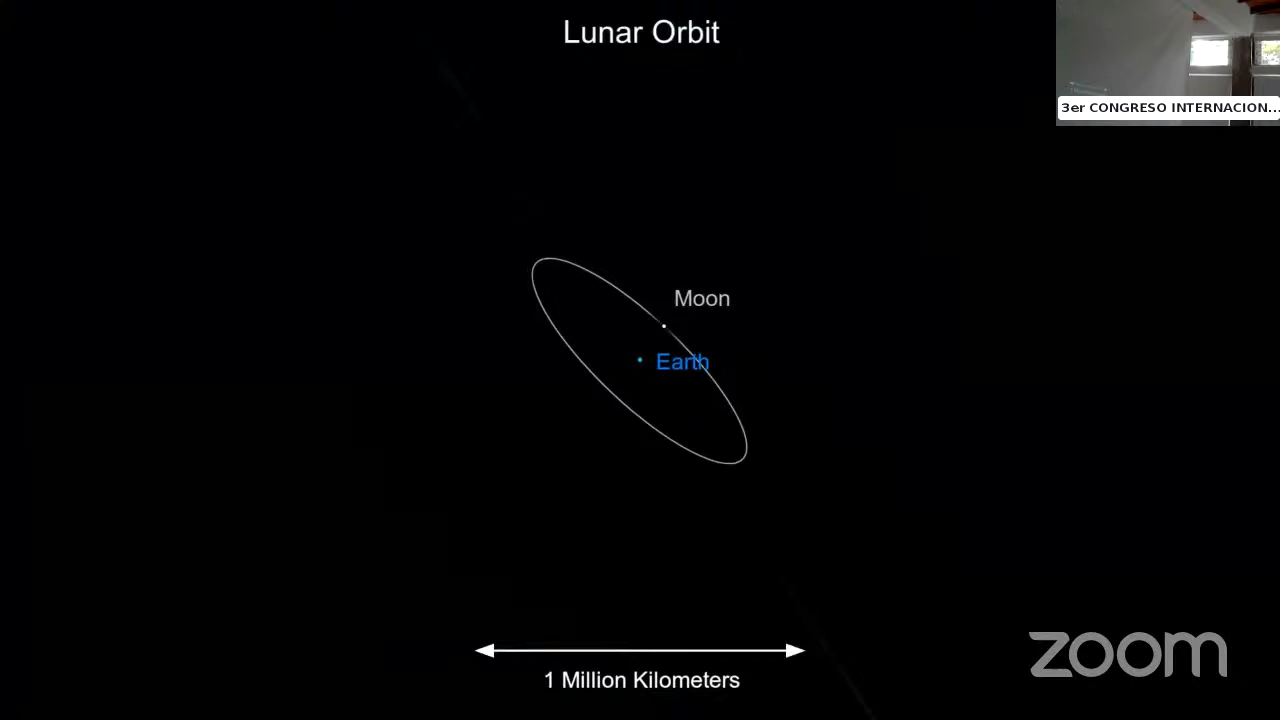 Lunar Orbit
3er CONGRESO INTERNACION...
Moon
Earth
1 Million Kilometers
zoom